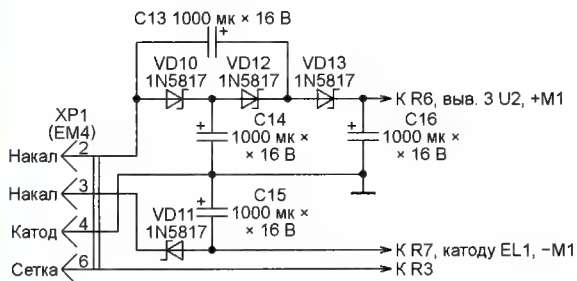 C13 1000 мк × 16 В
+
VD10
1N5817
VD12
1N5817
VD13
1N5817
К R6, выв. 3 U2, +M1
XP1
(EM4)
+
C14
1000 мк ×
× 16 В
+
C16
1000 мк ×
× 16 В
Накал 2
Накал 3
+
C15
1000 мк ×
× 16 В
VD11
1N5817
Катод 4
К R7, катоду EL1, −M1
Сетка 6
К R3